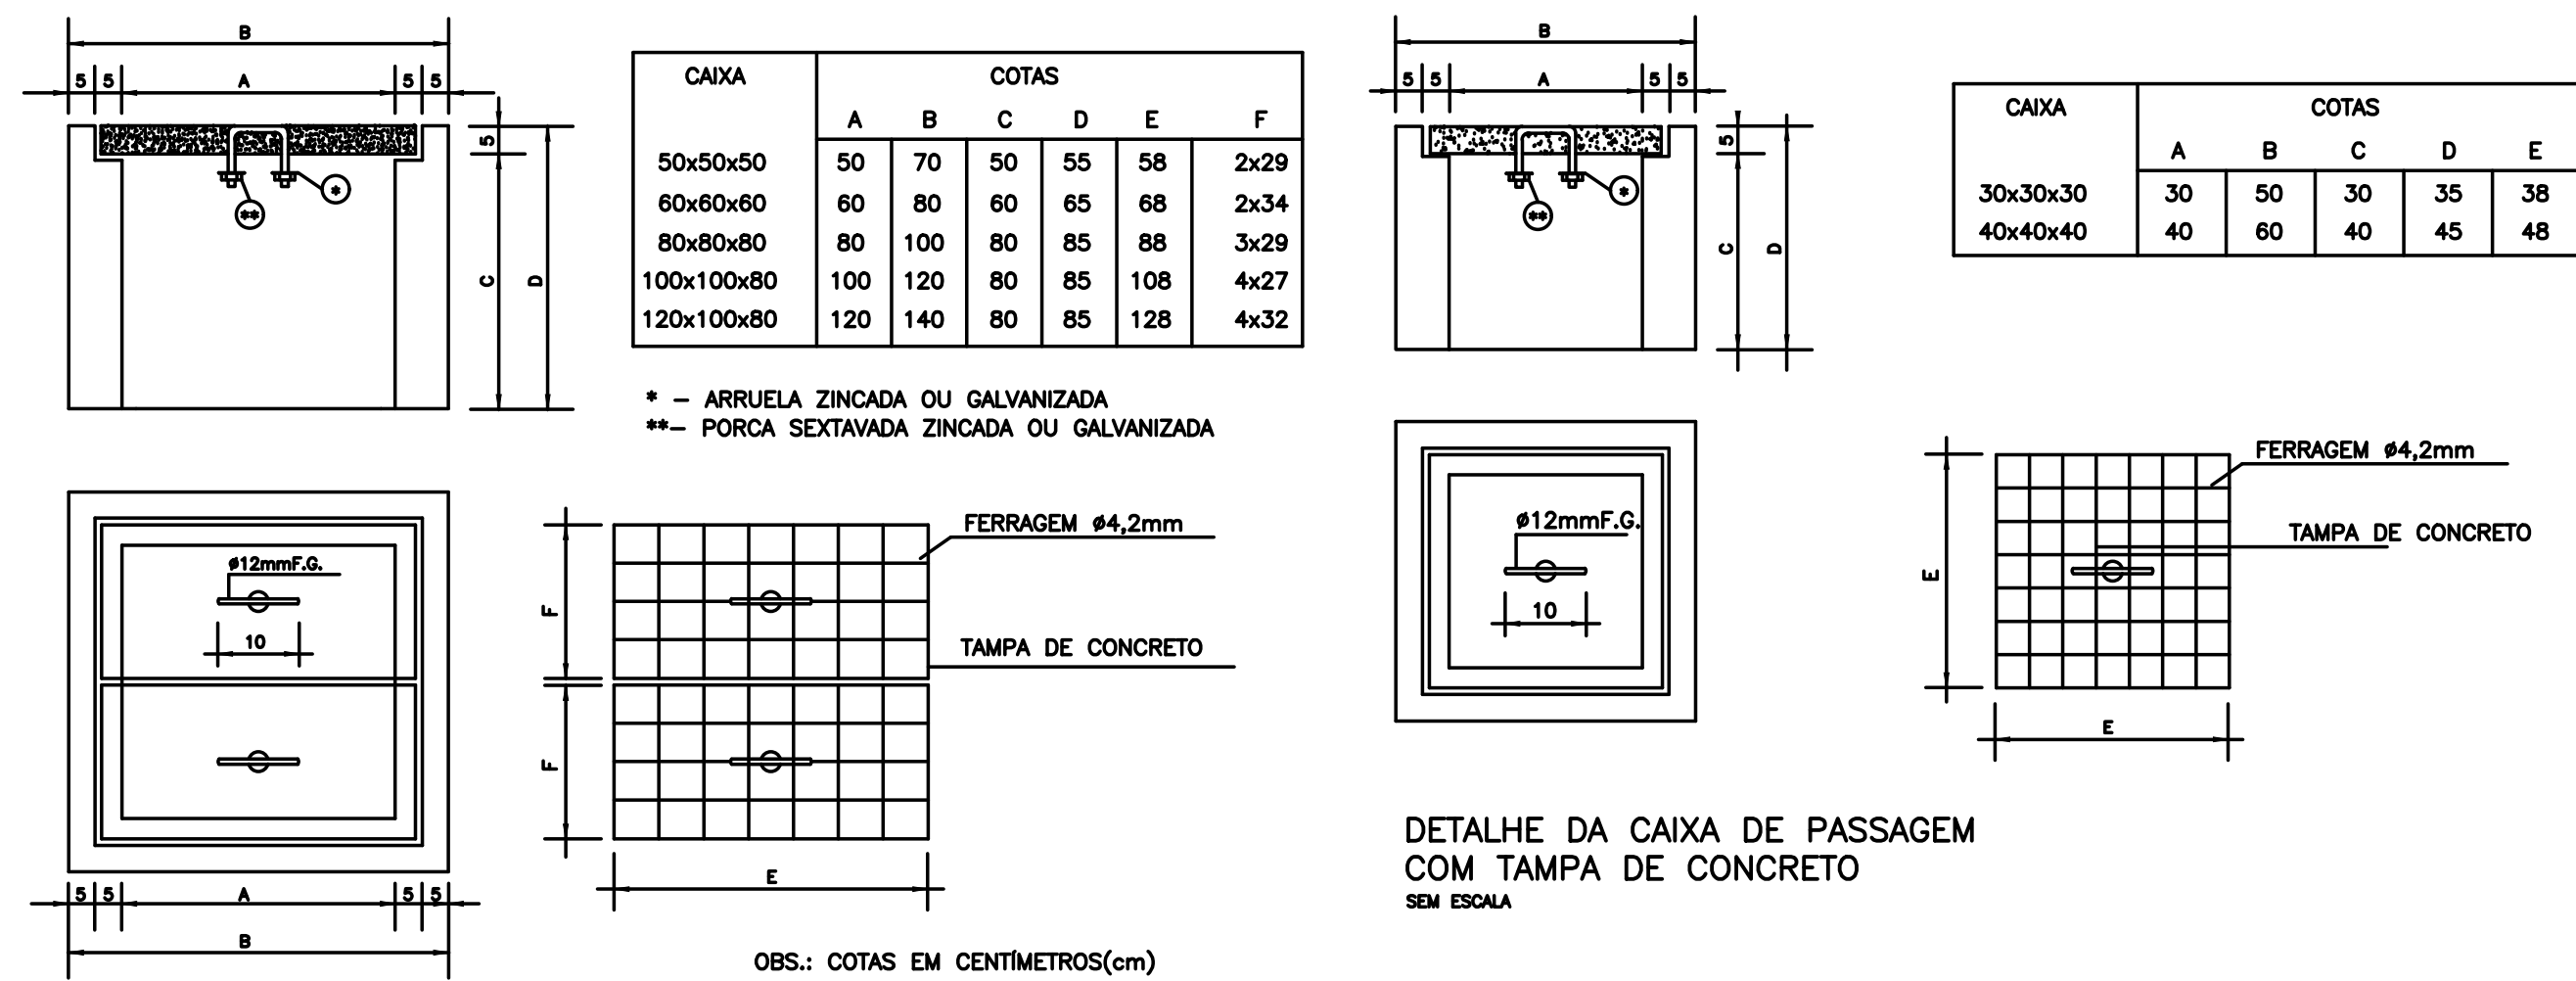 B
5 5 A 5 5
5
C
D
*
**
CAIXA COTAS
A B C D E F
50x50x50 50 70 50 55 58 2x29
60x60x60 60 80 60 65 68 2x34
80x80x80 80 100 80 85 88 3x29
100x100x80 100 120 80 85 108 4x27
120x100x80 120 140 80 85 128 4x32
* - ARRUELA ZINCADA OU GALVANIZADA
**- PORCA SEXTAVADA ZINCADA OU GALVANIZADA
ø12mmF.G.
10
5 5 A 5 5
B
F
F
E
FERRAGEM ø4,2mm
TAMPA DE CONCRETO
OBS.: COTAS EM CENTÍMETROS(cm)
B
5 5 A 5 5
5
C
D
*
**
CAIXA COTAS
A B C D E
30x30x30 30 50 30 35 38
40x40x40 40 60 40 45 48
ø12mmF.G.
10
FERRAGEM ø4,2mm
TAMPA DE CONCRETO
E
E
DETALHE DA CAIXA DE PASSAGEM
COM TAMPA DE CONCRETO
SEM ESCALA